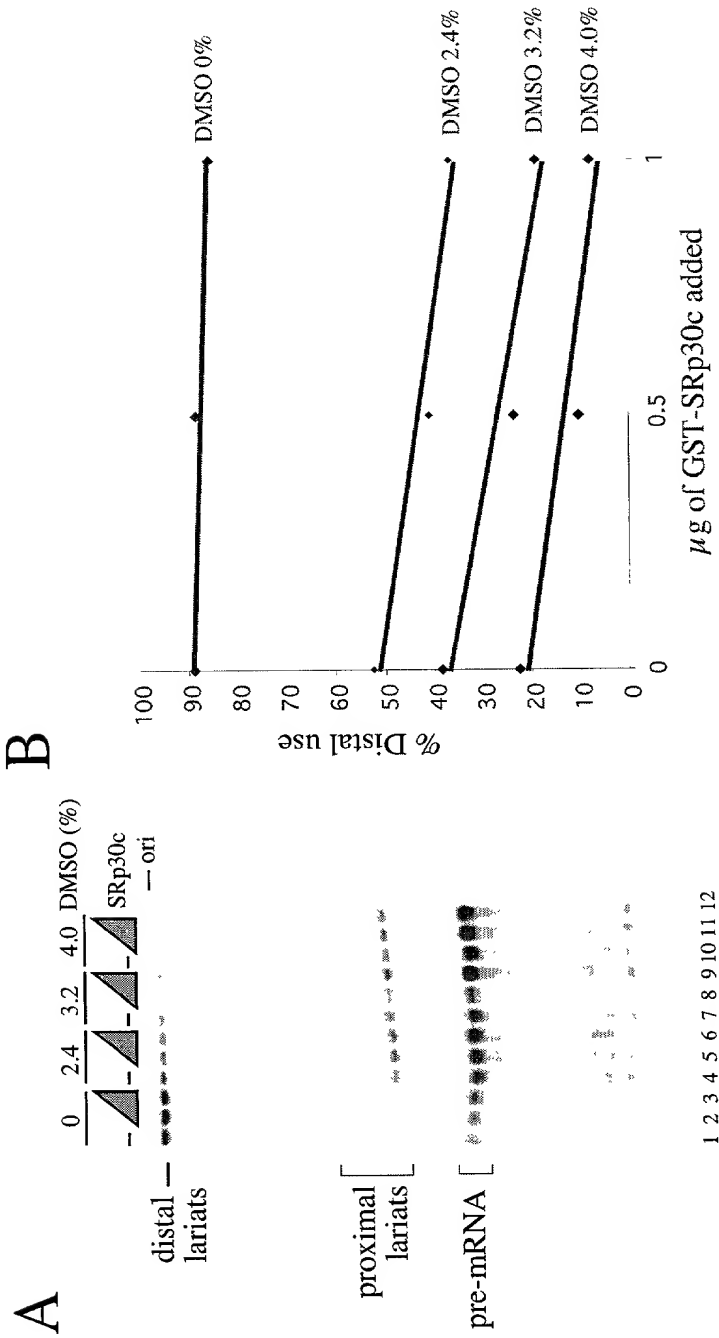 A
0 2.4 3.2 4.0 DMSO (%)
– – – – SRp30c
— ori
distal —
lariats
proximal
lariats
pre-mRNA
1 2 3 4 5 6 7 8 9 10 11 12
B
% Distal use
100
90
80
70
60
50
40
30
20
10
0
DMSO 0%
DMSO 2.4%
DMSO 3.2%
DMSO 4.0%
0 0.5 1
μg of GST-SRp30c added